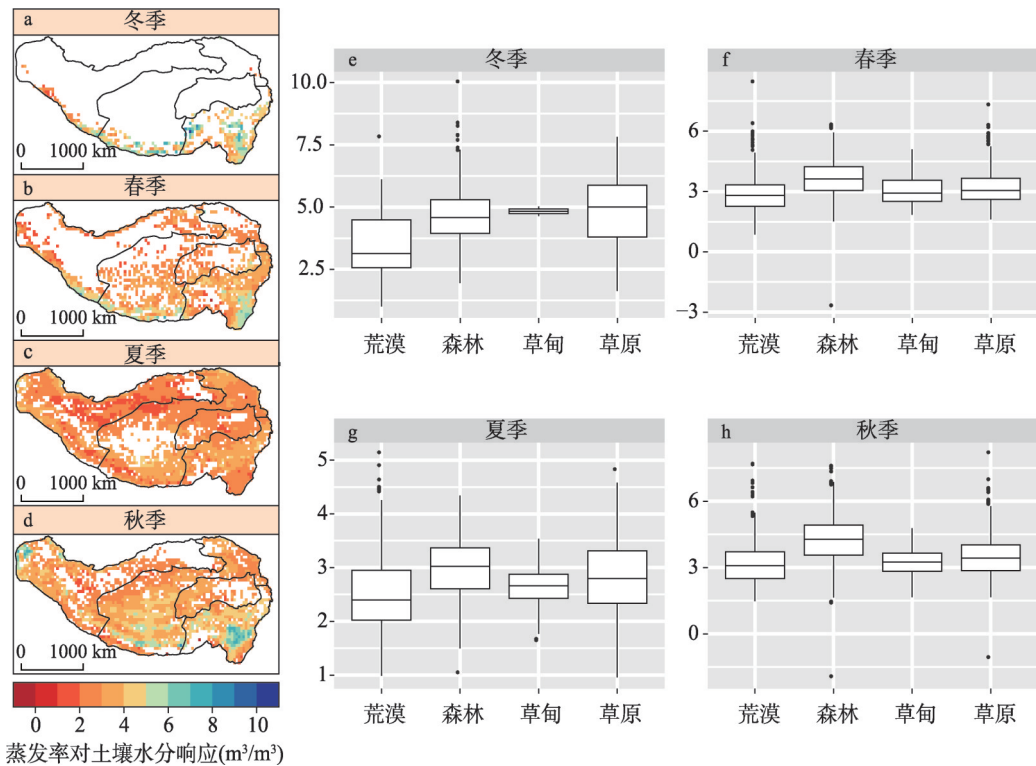 a
冬季
0 1000 km
b
春季
0 1000 km
c
夏季
0 1000 km
d
秋季
0 1000 km
0 2 4 6 8 10
蒸发率对土壤水分响应(m³/m³)
e 冬季
10.0
7.5
5.0
2.5
荒漠 森林 草甸 草原
f 春季
6
3
0
−3
荒漠 森林 草甸 草原
g 夏季
5
4
3
2
1
荒漠 森林 草甸 草原
h 秋季
6
3
0
荒漠 森林 草甸 草原